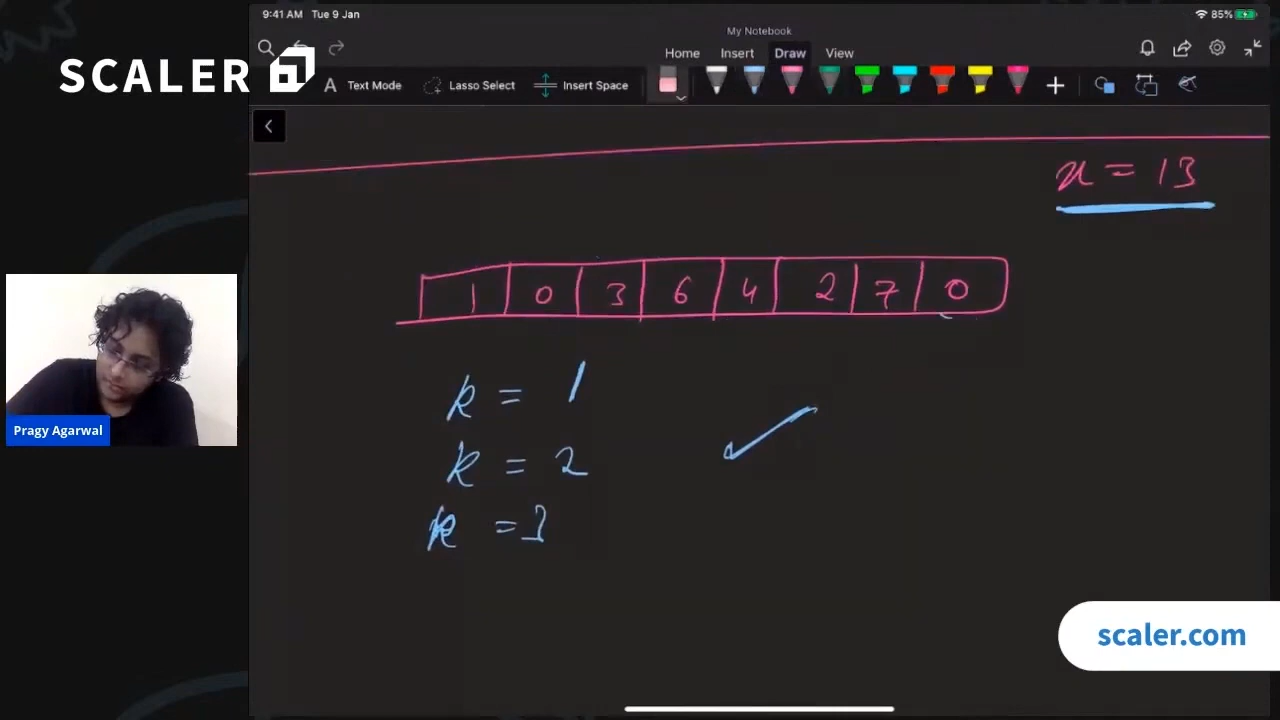 9:41 AM Tue 9 Jan
85%
My Notebook
Home Insert Draw View
SCALER
Text Mode Lasso Select Insert Space
x = 13
1 0 3 6 4 2 7 0
k = 1
k = 2
k = 3
Pragy Agarwal
scaler.com